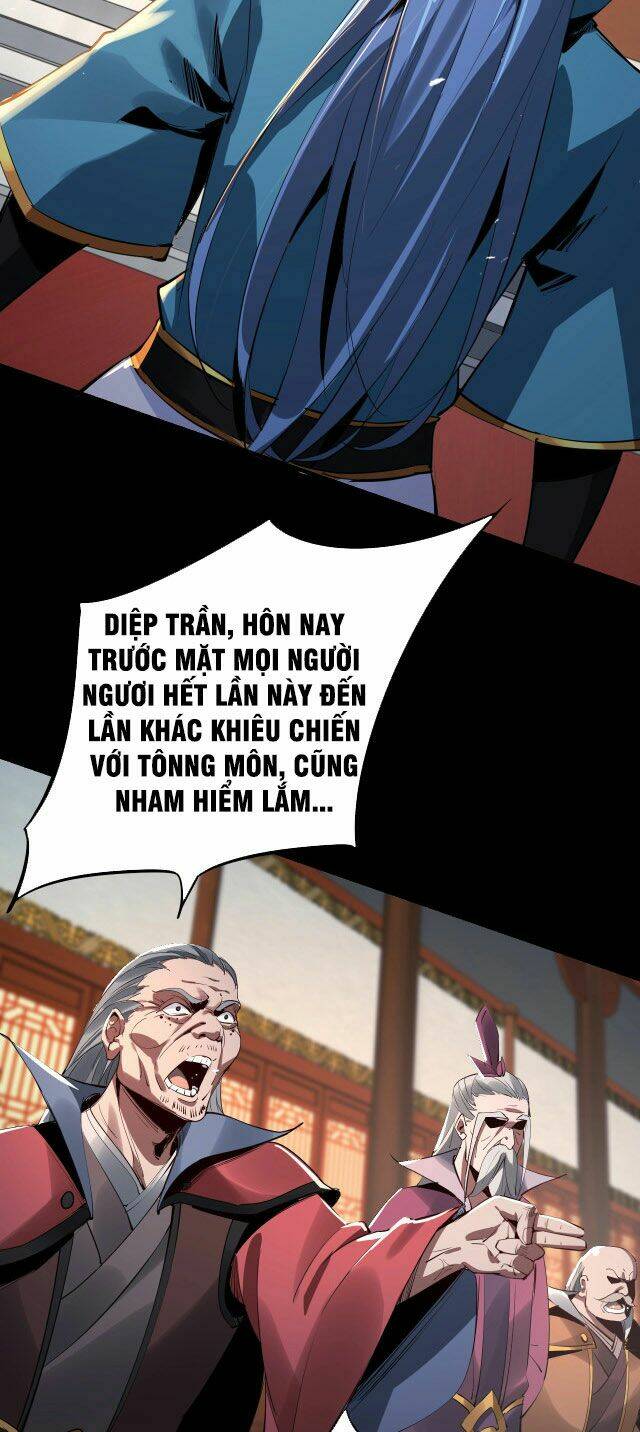 DIỆP TRẦN, HÔN NAY
TRƯỚC MẶT MỌI NGƯỜI
NGƯƠI HẾT LẦN NÀY ĐẾN
LẦN KHÁC KHIÊU CHIẾN
VỚI TÔNNG MÔN, CŨNG
NHAM HIỂM LẮM...